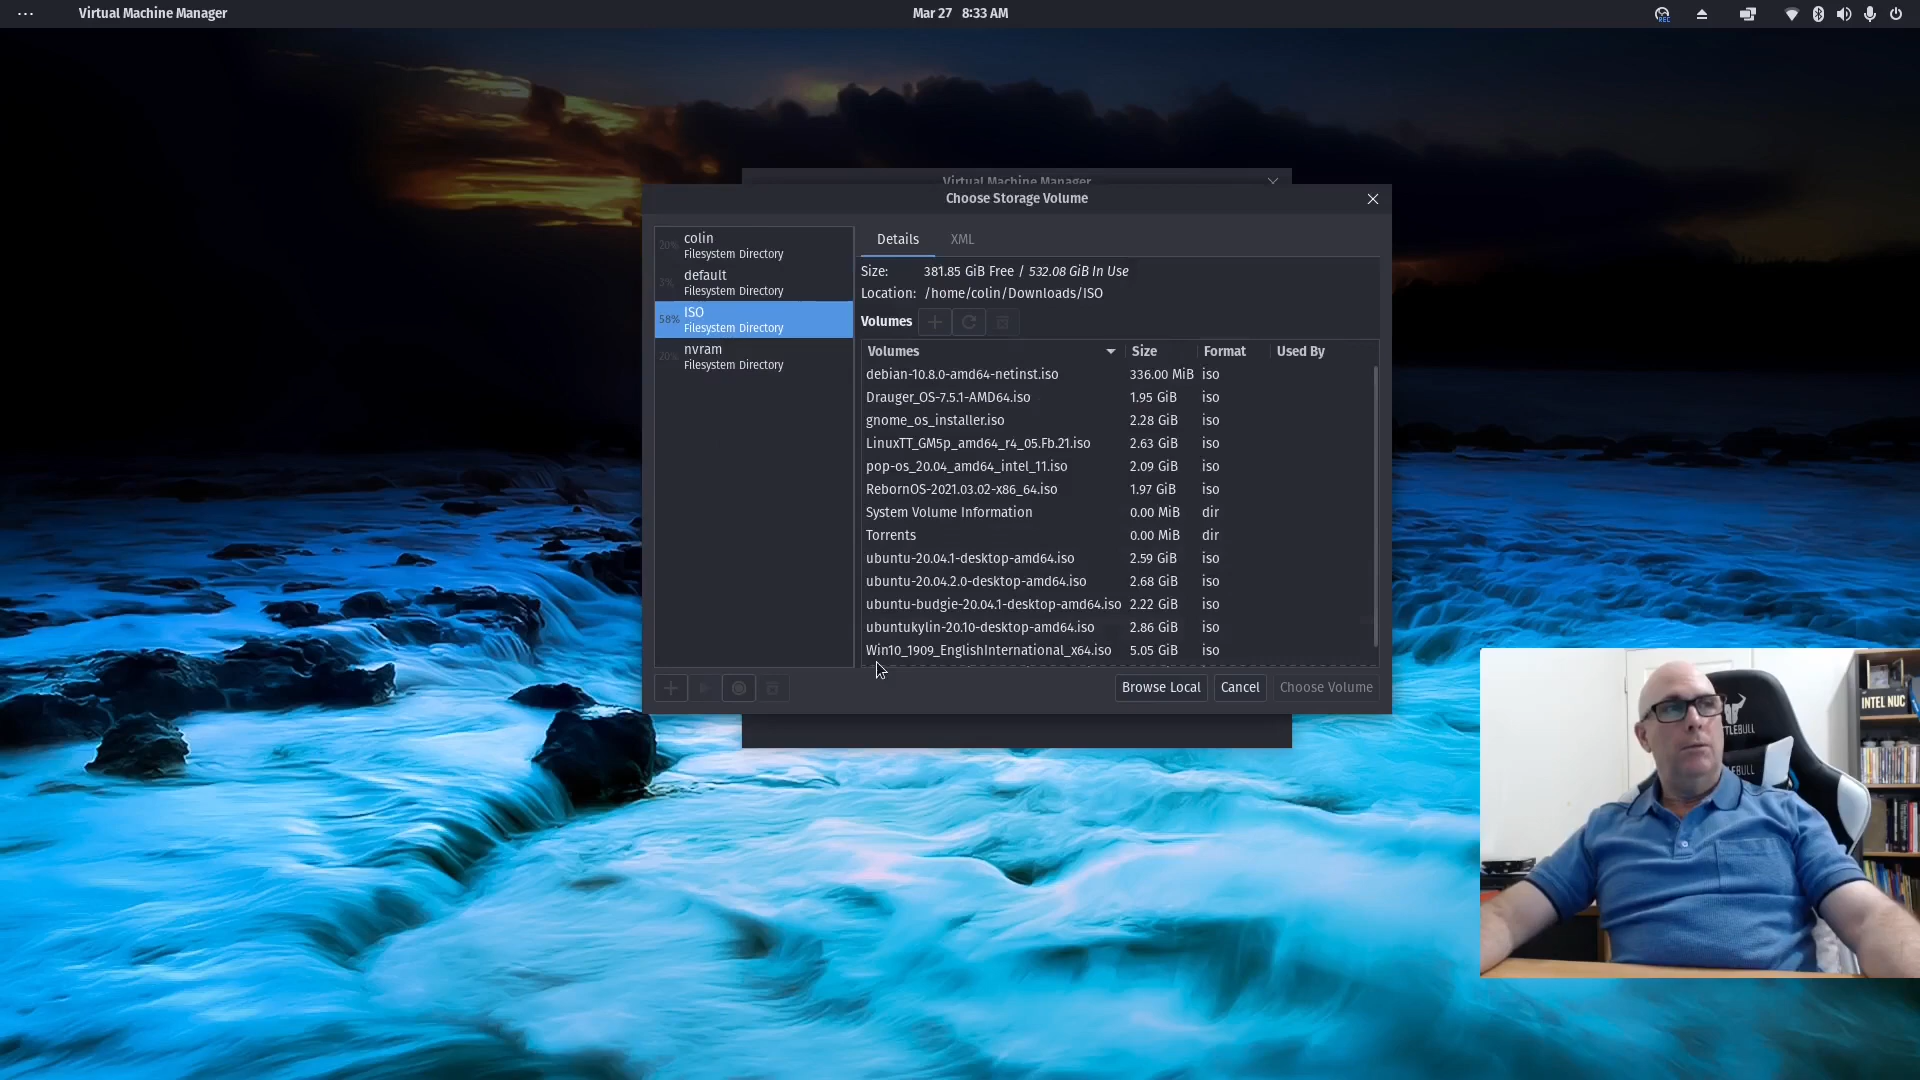 Virtual Machine Manager
Mar 27 8:33 AM
REC
Virtual Machine Manager
Choose Storage Volume
20% colin
Filesystem Directory
3% default
Filesystem Directory
58% ISO
Filesystem Directory
20% nvram
Filesystem Directory
Details XML
Size: 381.85 GiB Free / 532.08 GiB In Use
Location: /home/colin/Downloads/ISO
Volumes
Volumes Size Format Used By
debian-10.8.0-amd64-netinst.iso 336.00 MiB iso
Drauger_OS-7.5.1-AMD64.iso 1.95 GiB iso
gnome_os_installer.iso 2.28 GiB iso
LinuxTT_GM5p_amd64_r4_05.Fb.21.iso 2.63 GiB iso
pop-os_20.04_amd64_intel_11.iso 2.09 GiB iso
RebornOS-2021.03.02-x86_64.iso 1.97 GiB iso
System Volume Information 0.00 MiB dir
Torrents 0.00 MiB dir
ubuntu-20.04.1-desktop-amd64.iso 2.59 GiB iso
ubuntu-20.04.2.0-desktop-amd64.iso 2.68 GiB iso
ubuntu-budgie-20.04.1-desktop-amd64.iso 2.22 GiB iso
ubuntukylin-20.10-desktop-amd64.iso 2.86 GiB iso
Win10_1909_EnglishInternational_x64.iso 5.05 GiB iso
Browse Local Cancel Choose Volume
INTEL NUC
TTLEBULL
BULL